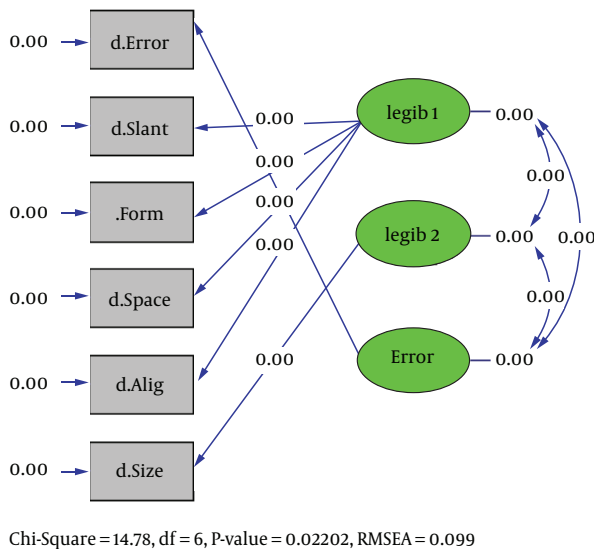 0.00 d.Error
legib 1 0.00
0.00 d.Slant 0.00
0.00
0.00
0.00 .Form 0.00
legib 2 0.00 0.00
0.00
0.00 d.Space
0.00
0.00 Error 0.00
0.00 d.Alig
0.00 d.Size
Chi-Square = 14.78, df = 6, P-value = 0.02202, RMSEA = 0.099